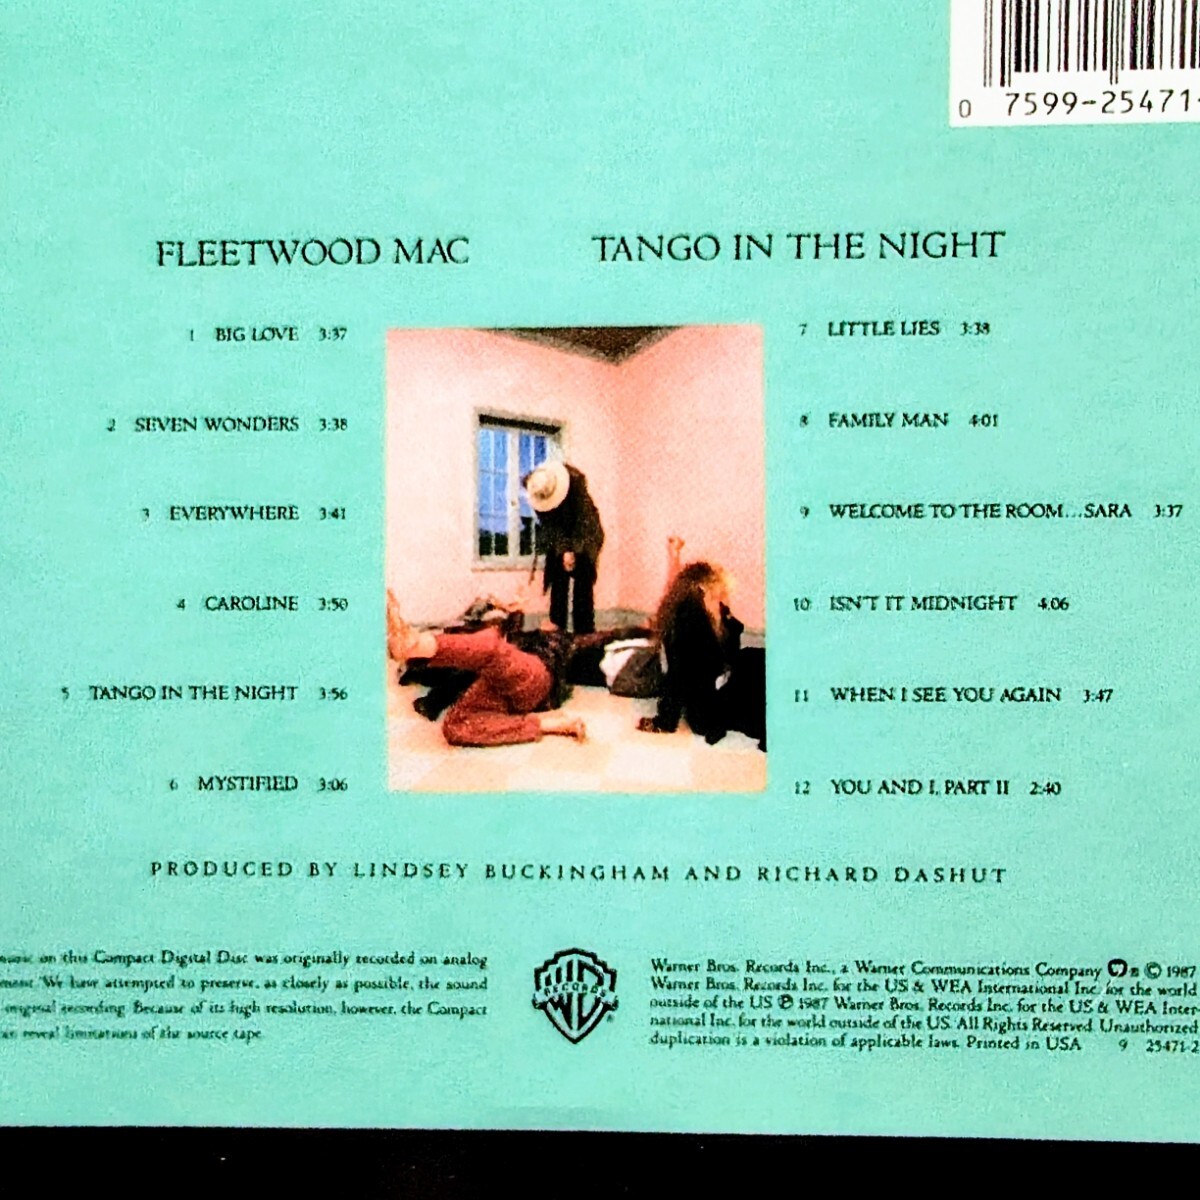 0 7599-25471-
FLEETWOOD MAC
TANGO IN THE NIGHT
1 BIG LOVE 3:37
2 SEVEN WONDERS 3:38
3 EVERYWHERE 3:41
4 CAROLINE 3:50
5 TANGO IN THE NIGHT 3:56
6 MYSTIFIED 3:06
7 LITTLE LIES 3:38
8 FAMILY MAN 4:01
9 WELCOME TO THE ROOM...SARA 3:37
10 ISN'T IT MIDNIGHT 4:06
11 WHEN I SEE YOU AGAIN 3:47
12 YOU AND I, PART II 2:40
PRODUCED BY LINDSEY BUCKINGHAM AND RICHARD DASHUT
on this Compact Digital Disc was originally recorded on analog
We have attempted to preserve, as closely as possible, the sound
original recording. Because of its high resolution, however, the Compact
can reveal limitations of the source tape.
RECORDS
Warner Bros. Records Inc., a Warner Communications Company ® © 1987
Warner Bros. Records Inc. for the US & WEA International Inc. for the world
outside of the US ℗ 1987 Warner Bros. Records Inc. for the US & WEA Inter-
national Inc. for the world outside of the US. All Rights Reserved. Unauthorized
duplication is a violation of applicable laws. Printed in USA 9 25471-2